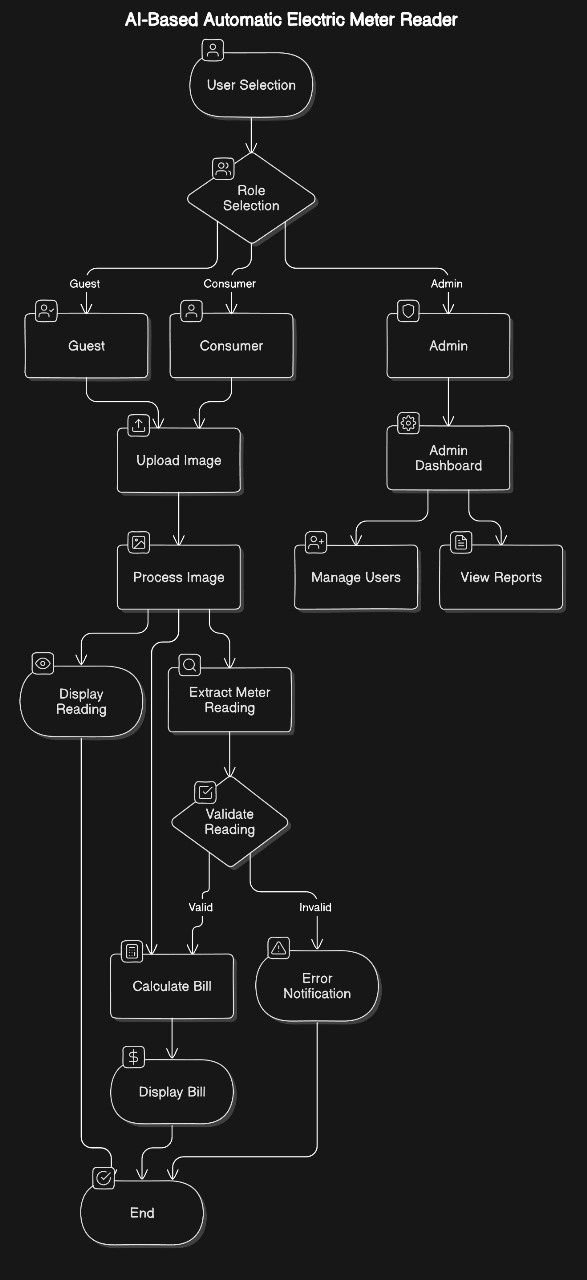 AI-Based Automatic Electric Meter Reader
User Selection
Role
Selection
Guest
Consumer
Admin
Guest
Consumer
Admin
Upload Image
Admin
Dashboard
Process Image
Manage Users
View Reports
Display
Reading
Extract Meter
Reading
Validate
Reading
Valid
Invalid
Calculate Bill
Error
Notification
$
Display Bill
End